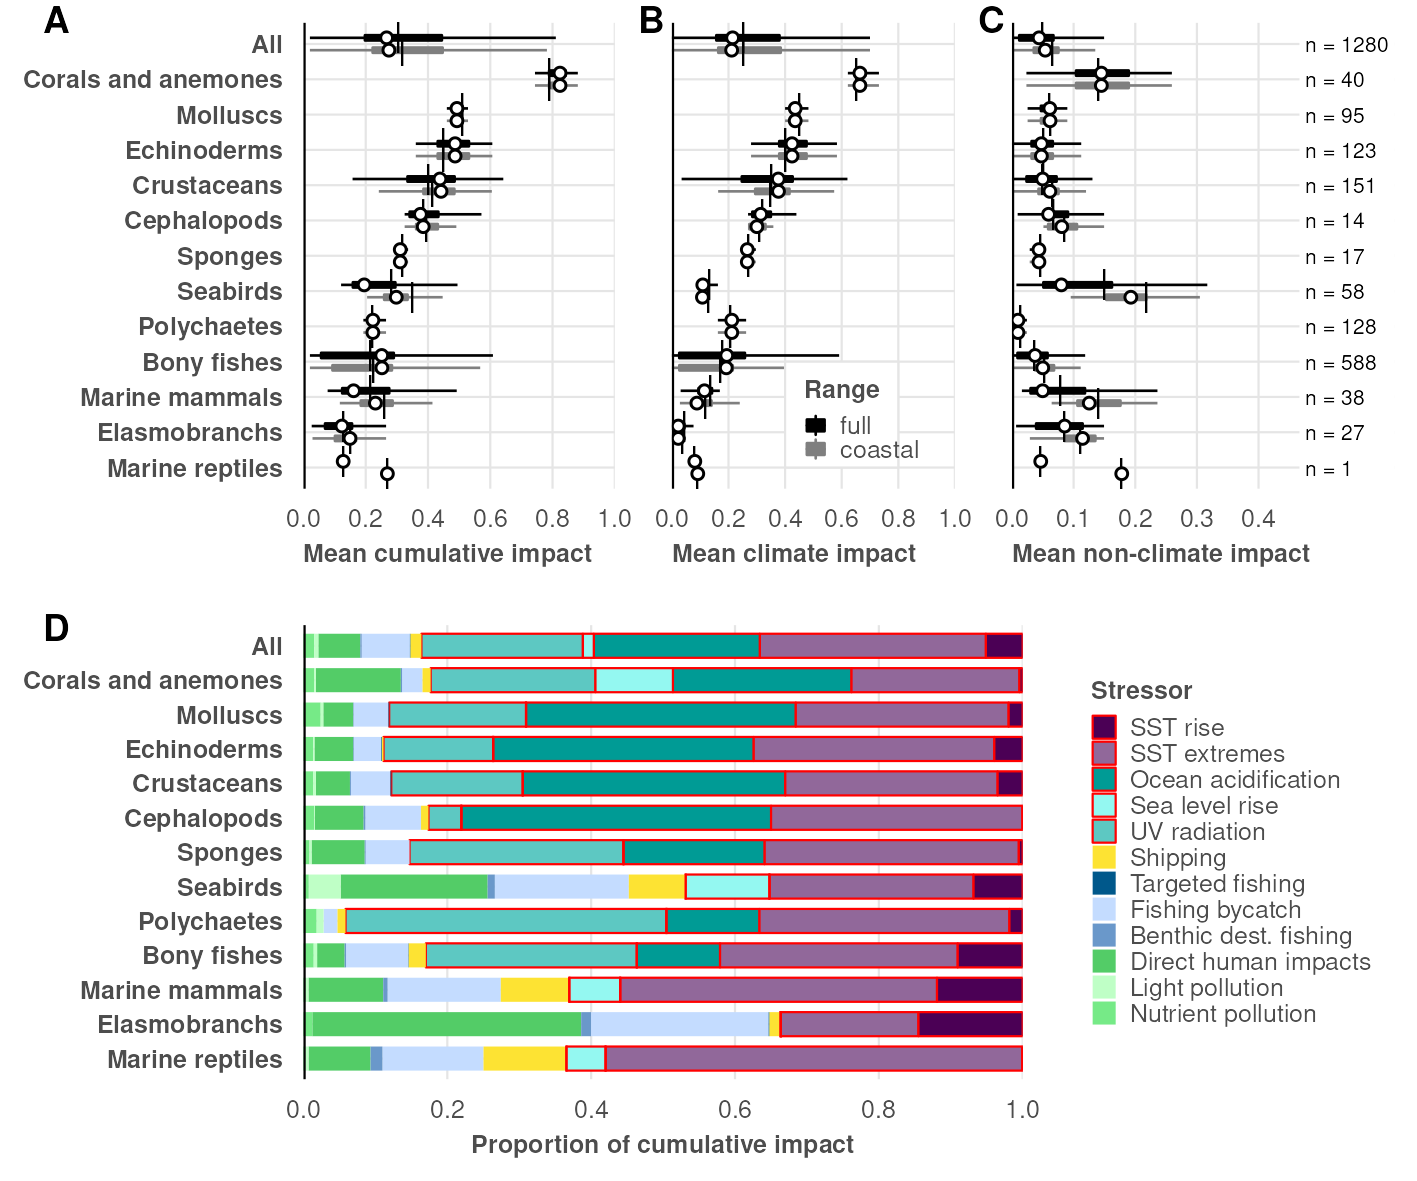 A
B
C
All
Corals and anemones
Molluscs
Echinoderms
Crustaceans
Cephalopods
Sponges
Seabirds
Polychaetes
Bony fishes
Marine mammals
Elasmobranchs
Marine reptiles
n = 1280
n = 40
n = 95
n = 123
n = 151
n = 14
n = 17
n = 58
n = 128
n = 588
n = 38
n = 27
n = 1
Range
full
coastal
0.0 0.2 0.4 0.6 0.8 1.0
Mean cumulative impact
0.0 0.2 0.4 0.6 0.8 1.0
Mean climate impact
0.0 0.1 0.2 0.3 0.4
Mean non-climate impact
D
All
Corals and anemones
Molluscs
Echinoderms
Crustaceans
Cephalopods
Sponges
Seabirds
Polychaetes
Bony fishes
Marine mammals
Elasmobranchs
Marine reptiles
0.0 0.2 0.4 0.6 0.8 1.0
Proportion of cumulative impact
Stressor
SST rise
SST extremes
Ocean acidification
Sea level rise
UV radiation
Shipping
Targeted fishing
Fishing bycatch
Benthic dest. fishing
Direct human impacts
Light pollution
Nutrient pollution